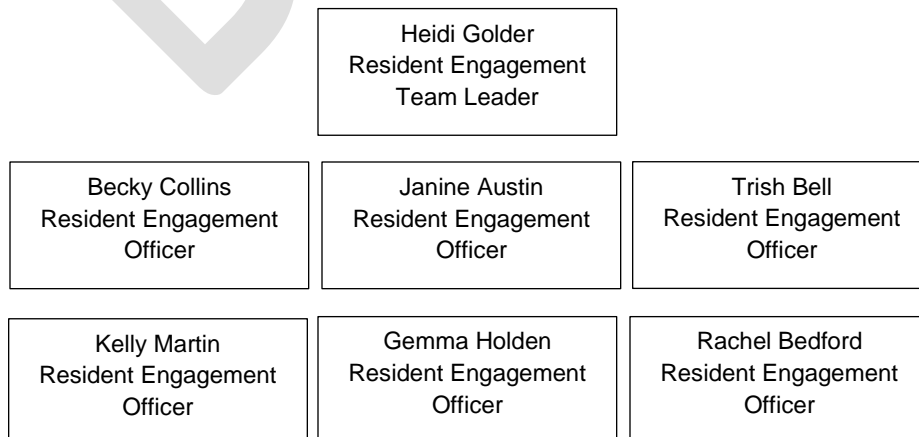 Heidi Golder
Resident Engagement
Team Leader
Becky Collins
Resident Engagement
Officer
Janine Austin
Resident Engagement
Officer
Trish Bell
Resident Engagement
Officer
Kelly Martin
Resident Engagement
Officer
Gemma Holden
Resident Engagement
Officer
Rachel Bedford
Resident Engagement
Officer